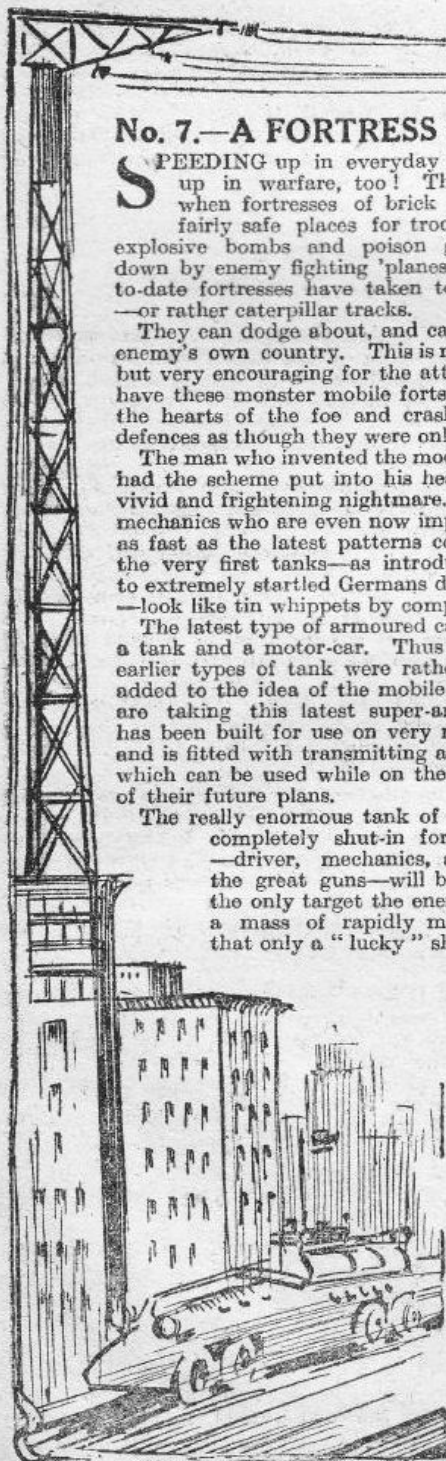 No. 7.—A FORTRESS
SPEEDING up in everyday
up in warfare, too! Th
when fortresses of brick
fairly safe places for troo
explosive bombs and poison
down by enemy fighting 'planes
to-date fortresses have taken t
—or rather caterpillar tracks.
They can dodge about, and ca
enemy's own country. This is n
but very encouraging for the att
have these monster mobile forts
the hearts of the foe and crash
defences as though they were onl
The man who invented the mod
had the scheme put into his hea
vivid and frightening nightmare.
mechanics who are even now imp
as fast as the latest patterns c
the very first tanks—as introdu
to extremely startled Germans d
—look like tin whippets by comp
The latest type of armoured ca
a tank and a motor-car. Thus
earlier types of tank were rathe
added to the idea of the mobile
are taking this latest super-ar
has been built for use on very r
and is fitted with transmitting a
which can be used while on the
of their future plans.
The really enormous tank of
completely shut-in for
—driver, mechanics, a
the great guns—will b
the only target the ene
a mass of rapidly m
that only a "lucky" sh